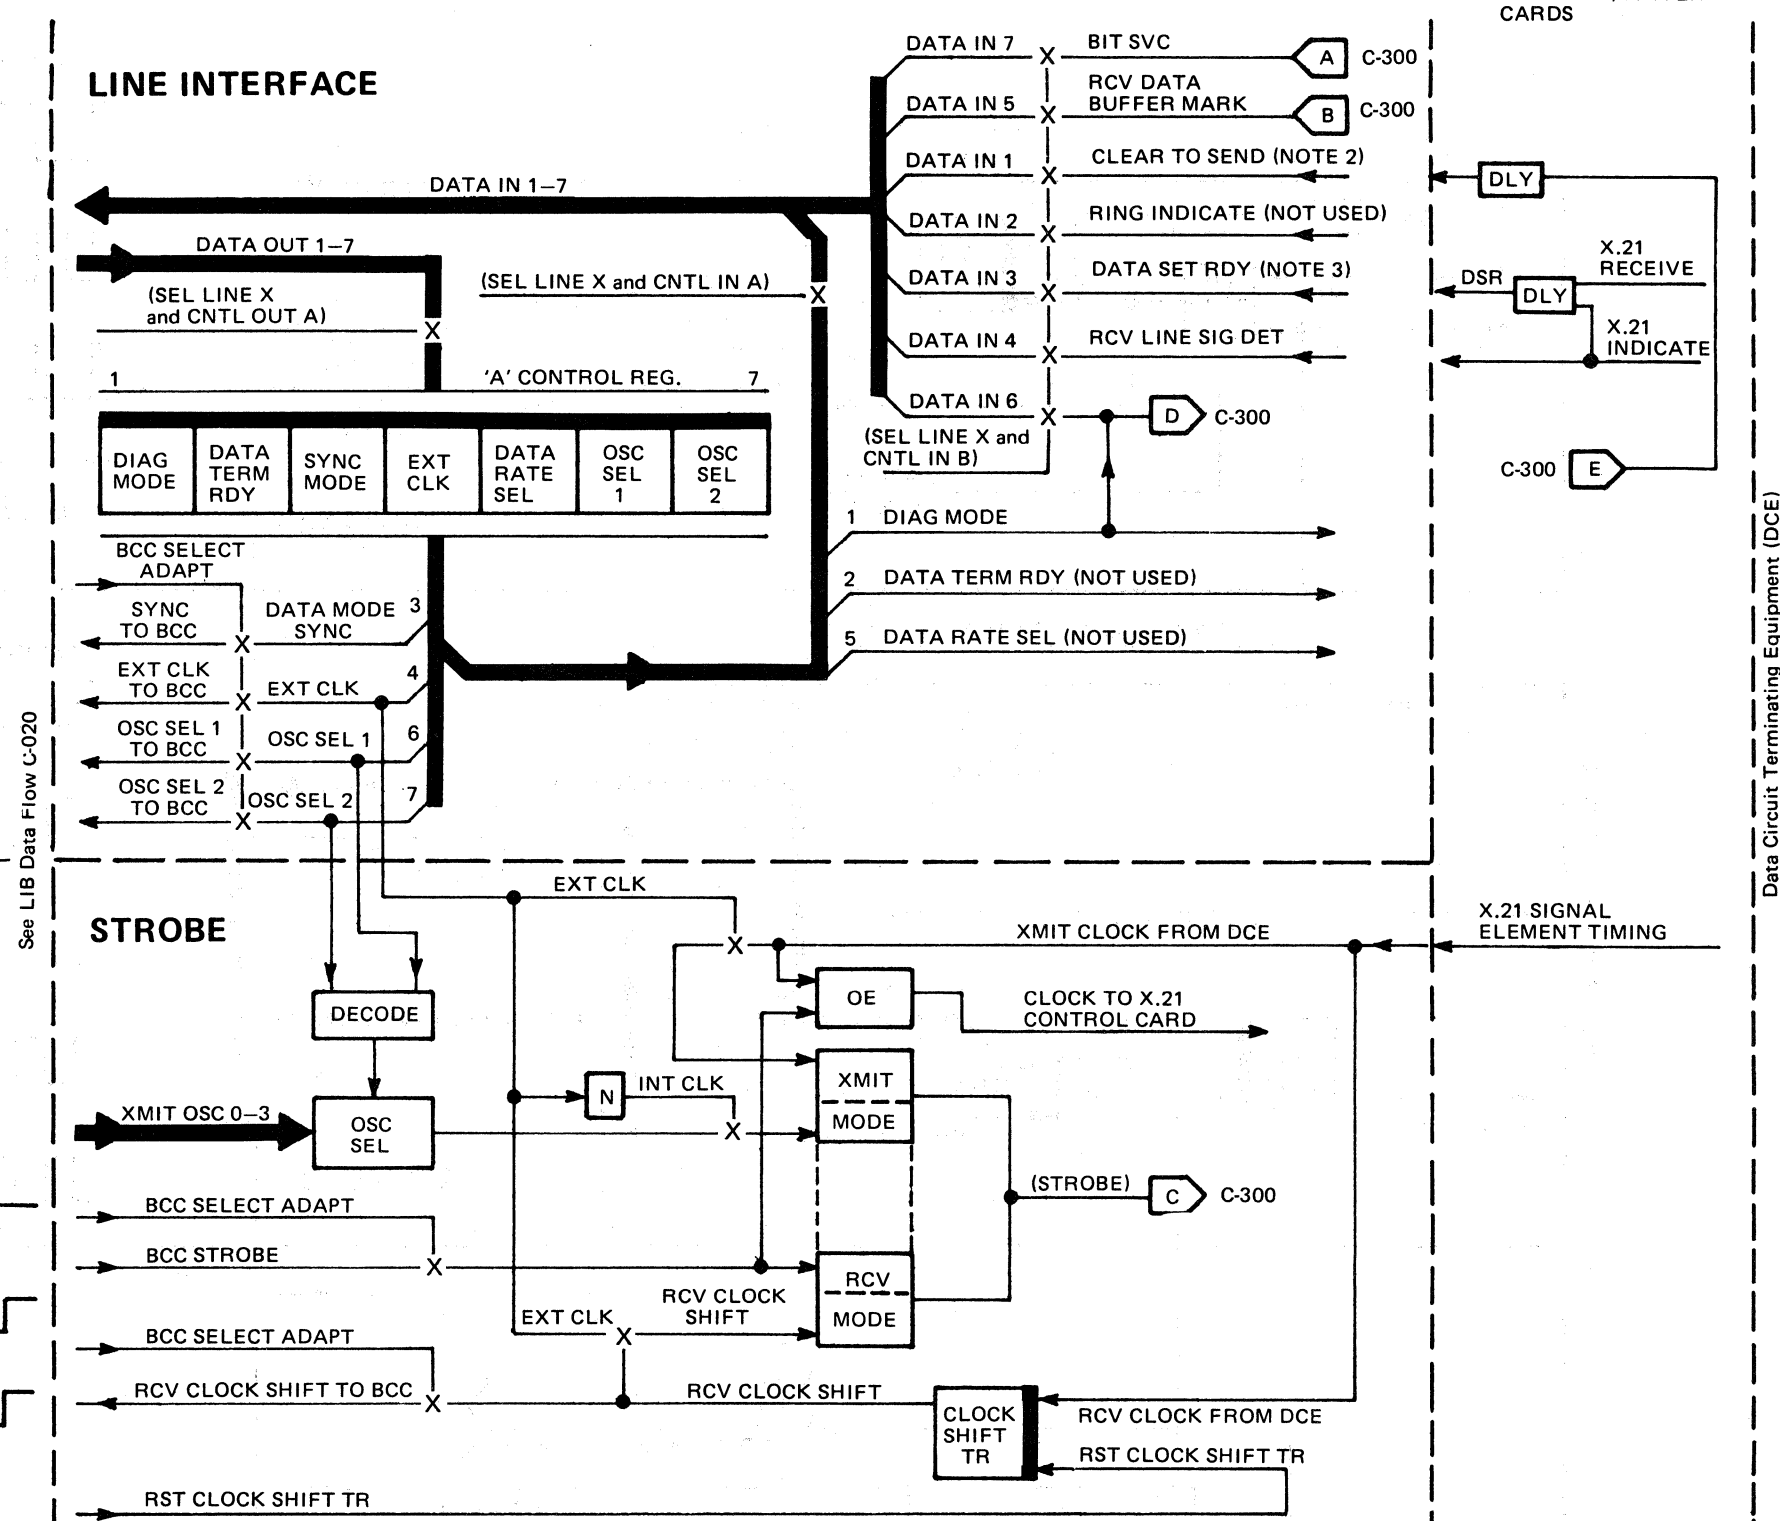 CARDS
LINE INTERFACE
DATA IN 7
BIT SVC
A
C-300
RCV DATA
BUFFER MARK
DATA IN 5
B
C-300
DATA IN 1
CLEAR TO SEND (NOTE 2)
DLY
DATA IN 1–7
DATA IN 2
RING INDICATE (NOT USED)
DATA OUT 1–7
X.21
RECEIVE
(SEL LINE X
and CNTL OUT A)
X
(SEL LINE X and CNTL IN A)
X
DATA IN 3
DATA SET RDY (NOTE 3)
DSR
DLY
DATA IN 4
RCV LINE SIG DET
X.21
INDICATE
X
X
X
X
X
X
X
1
'A' CONTROL REG.
7
DATA IN 6
D
C-300
(SEL LINE X and
CNTL IN B)
DIAG
MODE
DATA
TERM
RDY
SYNC
MODE
EXT
CLK
DATA
RATE
SEL
OSC
SEL
1
OSC
SEL
2
C-300
E
1
DIAG MODE
2
DATA TERM RDY (NOT USED)
5
DATA RATE SEL (NOT USED)
BCC SELECT
ADAPT
SYNC
TO BCC
X
DATA MODE
SYNC
3
EXT CLK
TO BCC
X
EXT CLK
4
OSC SEL 1
TO BCC
X
OSC SEL 1
6
OSC SEL 2
TO BCC
X
OSC SEL 2
7
See LIB Data Flow C-020
Data Circuit Terminating Equipment (DCE)
STROBE
EXT CLK
X
XMIT CLOCK FROM DCE
X.21 SIGNAL
ELEMENT TIMING
DECODE
OE
CLOCK TO X.21
CONTROL CARD
XMIT OSC 0–3
OSC
SEL
N
INT CLK
X
XMIT
MODE
(STROBE)
C
C-300
BCC SELECT ADAPT
BCC STROBE
X
RCV
MODE
RCV CLOCK
SHIFT
EXT CLK
X
BCC SELECT ADAPT
RCV CLOCK SHIFT TO BCC
X
RCV CLOCK SHIFT
CLOCK
SHIFT
TR
RCV CLOCK FROM DCE
RST CLOCK SHIFT TR
RST CLOCK SHIFT TR